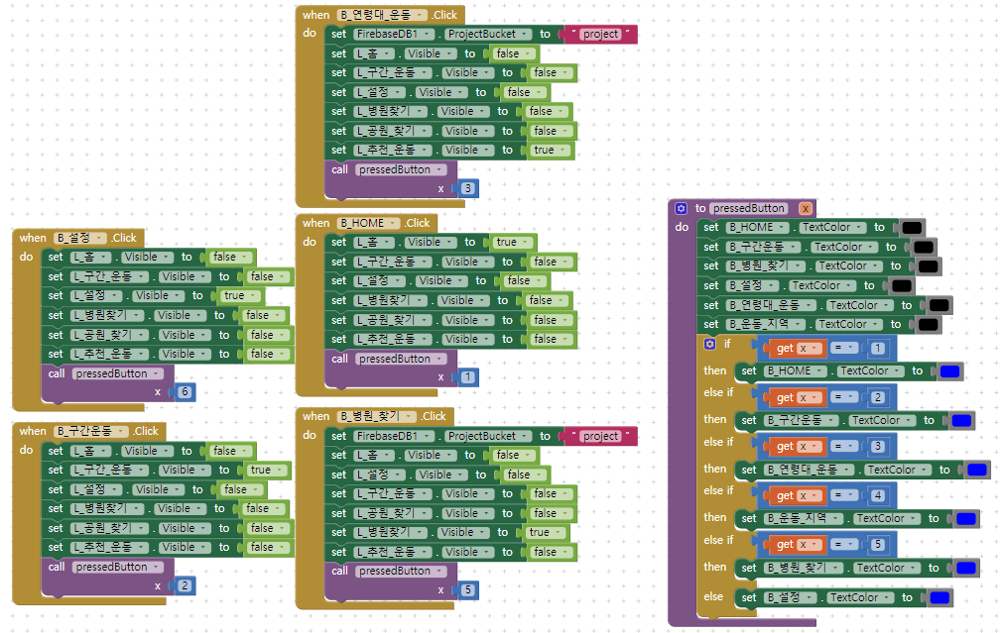 when B_연령대_운동 .Click
do set FirebaseDB1 . ProjectBucket to " project "
set L_홈 . Visible to false
set L_구간_운동 . Visible to false
set L_설정 . Visible to false
set L_병원찾기 . Visible to false
set L_공원_찾기 . Visible to false
set L_추천_운동 . Visible to true
call pressedButton
x 3
when B_설정 .Click
do set L_홈 . Visible to false
set L_구간_운동 . Visible to false
set L_설정 . Visible to true
set L_병원찾기 . Visible to false
set L_공원_찾기 . Visible to false
set L_추천_운동 . Visible to false
call pressedButton
x 6
when B_HOME .Click
do set L_홈 . Visible to true
set L_구간_운동 . Visible to false
set L_설정 . Visible to false
set L_병원찾기 . Visible to false
set L_공원_찾기 . Visible to false
set L_추천_운동 . Visible to false
call pressedButton
x 1
when B_구간운동 .Click
do set L_홈 . Visible to false
set L_구간_운동 . Visible to true
set L_설정 . Visible to false
set L_병원찾기 . Visible to false
set L_공원_찾기 . Visible to false
set L_추천_운동 . Visible to false
call pressedButton
x 2
when B_병원_찾기 .Click
do set FirebaseDB1 . ProjectBucket to " project "
set L_홈 . Visible to false
set L_설정 . Visible to false
set L_구간_운동 . Visible to false
set L_공원_찾기 . Visible to false
set L_병원찾기 . Visible to true
set L_추천_운동 . Visible to false
call pressedButton
x 5
to pressedButton x
do set B_HOME . TextColor to
set B_구간운동 . TextColor to
set B_병원_찾기 . TextColor to
set B_설정 . TextColor to
set B_연령대_운동 . TextColor to
set B_운동_지역 . TextColor to
if get x = 1
then set B_HOME . TextColor to
else if get x = 2
then set B_구간운동 . TextColor to
else if get x = 3
then set B_연령대_운동 . TextColor to
else if get x = 4
then set B_운동_지역 . TextColor to
else if get x = 5
then set B_병원_찾기 . TextColor to
else set B_설정 . TextColor to